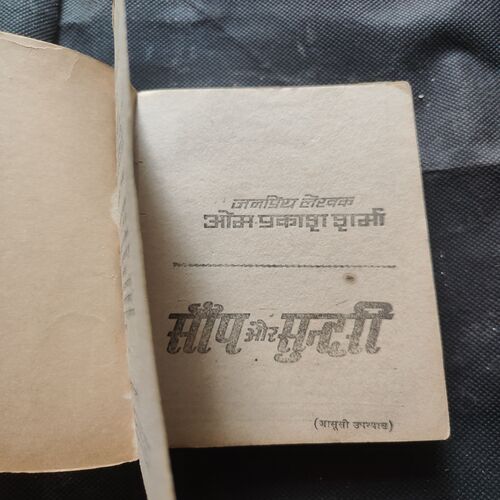 जनप्रिय लेखक
ओम प्रकाश शर्मा
साँप और सुन्दरी
(जासूसी उपन्यास)